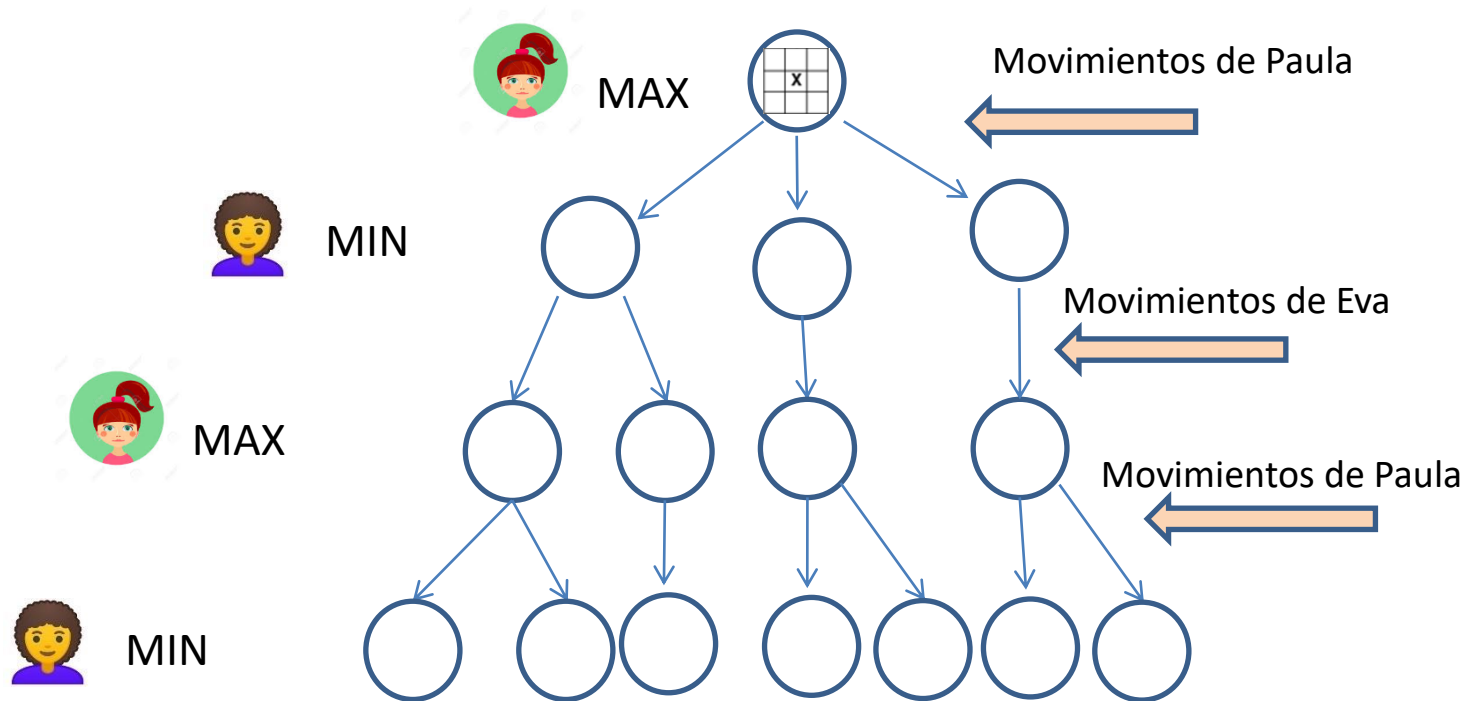 Movimientos de Paula
MAX
X
MIN
Movimientos de Eva
MAX
Movimientos de Paula
MIN